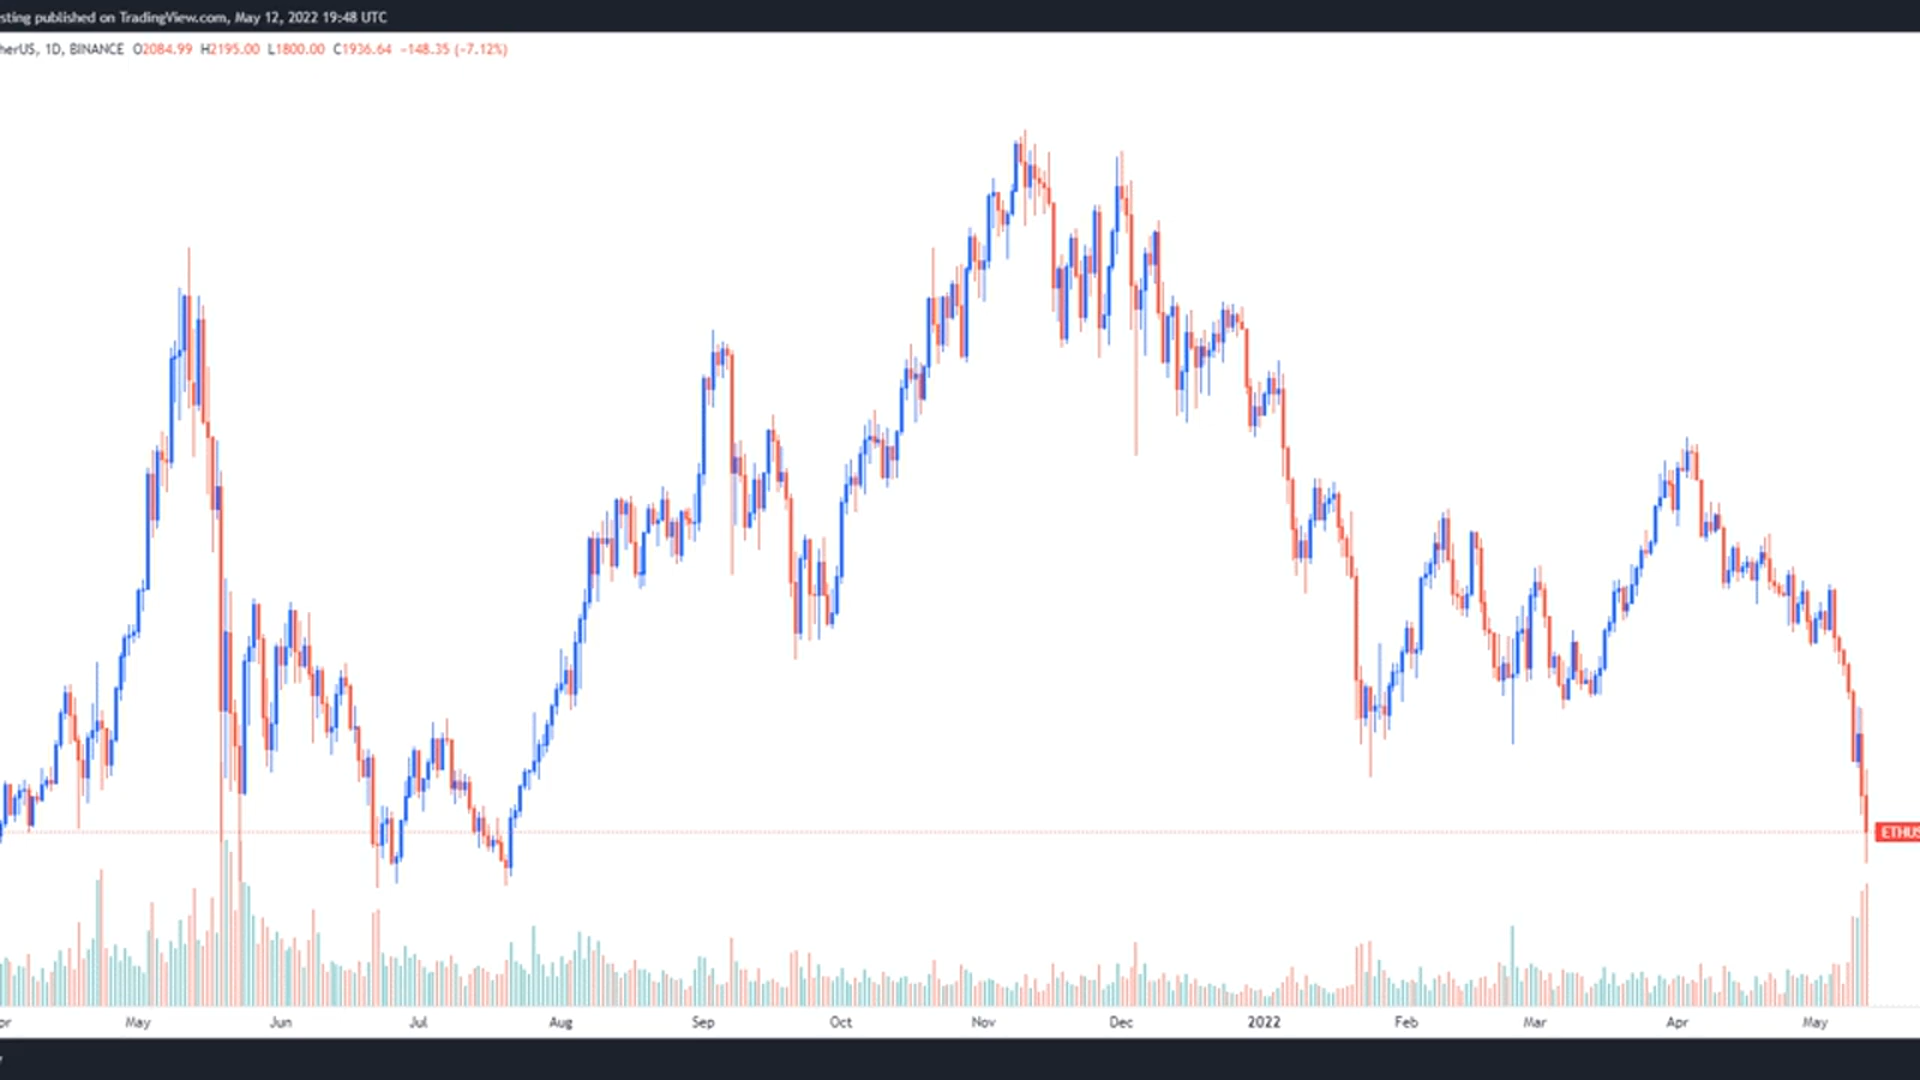 sting published on TradingView.com, May 12, 2022 19:48 UTC
herUS, 1D, BINANCE O2084.99 H2195.00 L1800.00 C1936.64 −148.35 (−7.12%)
ETHUS
or May Jun Jul Aug Sep Oct Nov Dec 2022 Feb Mar Apr May